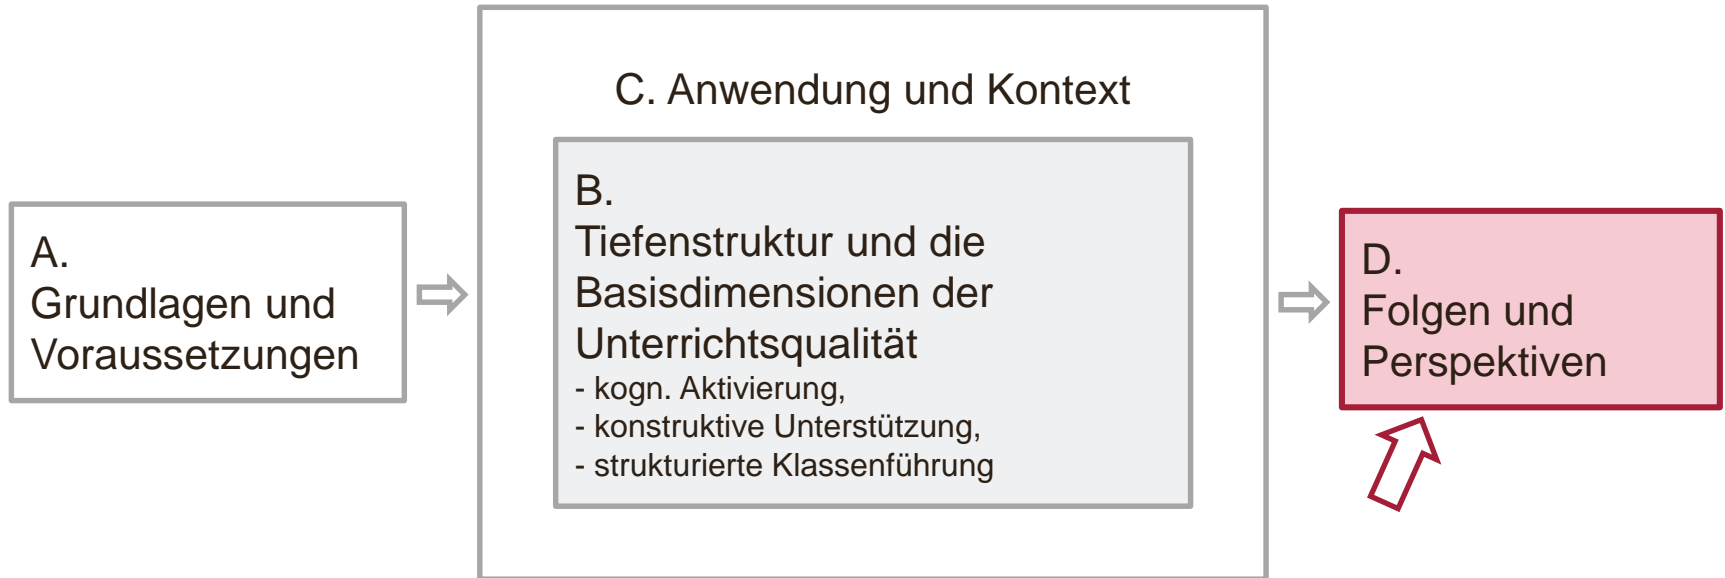 A.
Grundlagen und
Voraussetzungen
C. Anwendung und Kontext
B.
Tiefenstruktur und die
Basisdimensionen der
Unterrichtsqualität
- kogn. Aktivierung,
- konstruktive Unterstützung,
- strukturierte Klassenführung
D.
Folgen und
Perspektiven